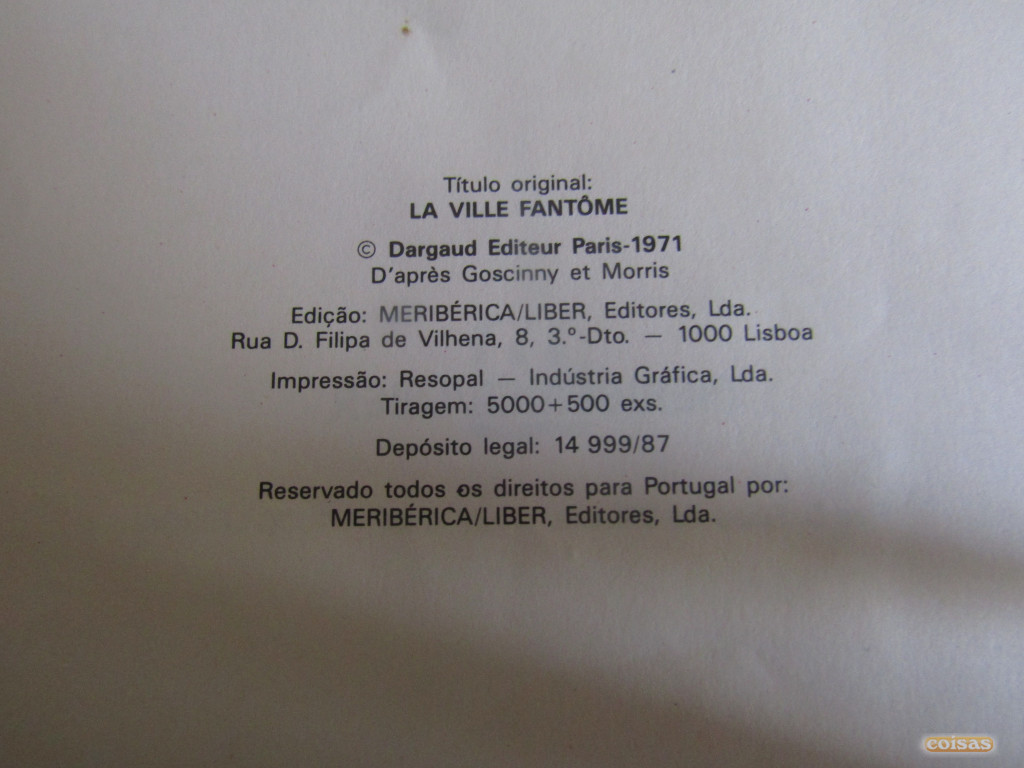 Título original:
LA VILLE FANTÔME
© Dargaud Editeur Paris-1971
D'après Goscinny et Morris
Edição: MERIBÉRICA/LIBER, Editores, Lda.
Rua D. Filipa de Vilhena, 8, 3.º-Dto. — 1000 Lisboa
Impressão: Resopal — Indústria Gráfica, Lda.
Tiragem: 5000+500 exs.
Depósito legal: 14 999/87
Reservado todos os direitos para Portugal por:
MERIBÉRICA/LIBER, Editores, Lda.
coisas